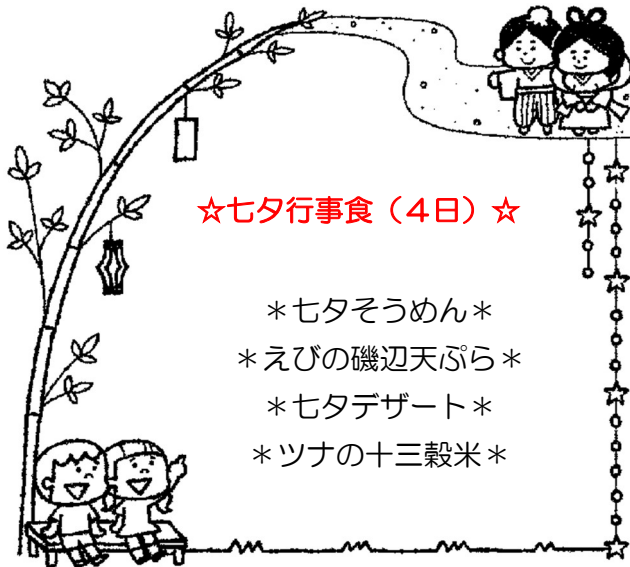 ☆七夕行事食（４日）☆
＊七夕そうめん＊
＊えびの磯辺天ぷら＊
＊七夕デザート＊
＊ツナの十三穀米＊